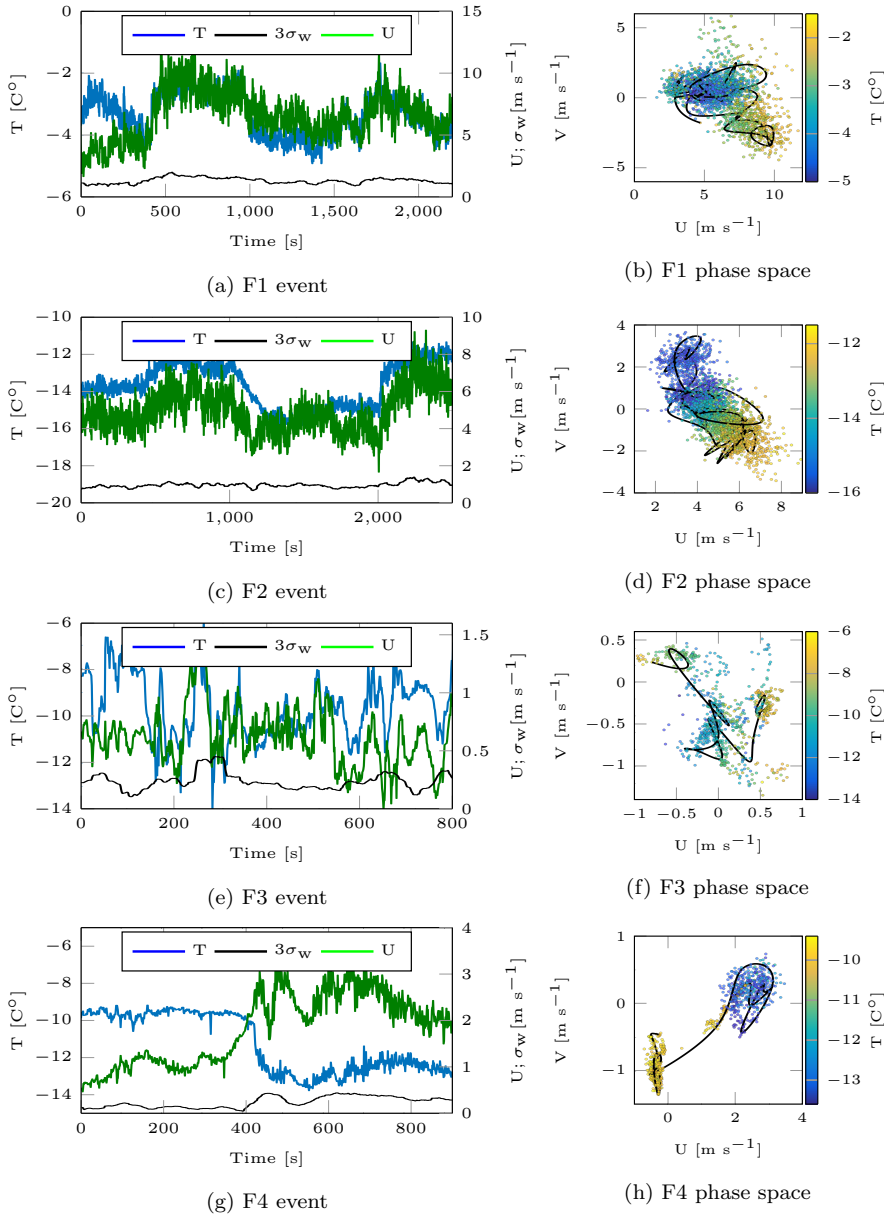 0
−2
−4
−6
T [C°]
T
3σw
U
15
10
5
0
U; σw[m s−1]
0
500
1,000
1,500
2,000
Time [s]
(a) F1 event
5
0
−5
V [m s−1]
0
5
10
U [m s−1]
−2
−3
−4
−5
T [C°]
(b) F1 phase space
−10
−12
−14
−16
−18
−20
T [C°]
T
3σw
U
10
8
6
4
2
0
U; σw[m s−1]
0
1,000
2,000
Time [s]
(c) F2 event
4
2
0
−2
−4
V [m s−1]
2
4
6
8
U [m s−1]
−12
−14
−16
T [C°]
(d) F2 phase space
−6
−8
−10
−12
−14
T [C°]
T
3σw
U
1.5
1
0.5
0
U; σw[m s−1]
0
200
400
600
800
Time [s]
(e) F3 event
0.5
0
−0.5
−1
V [m s−1]
−1
−0.5
0
0.5
1
U [m s−1]
−6
−8
−10
−12
−14
T [C°]
(f) F3 phase space
−6
−8
−10
−12
−14
T [C°]
T
3σw
U
4
3
2
1
0
U; σw[m s−1]
0
200
400
600
800
Time [s]
(g) F4 event
1
0
−1
V [m s−1]
0
2
4
U [m s−1]
−10
−11
−12
−13
T [C°]
(h) F4 phase space